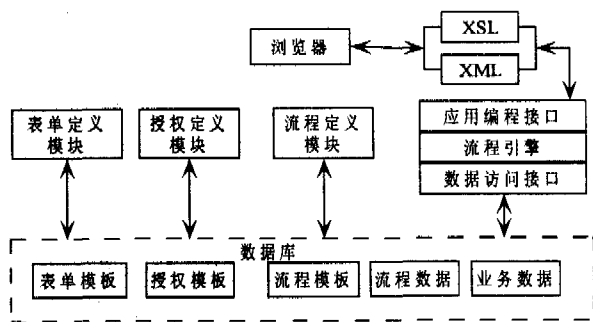 浏览器
XSL
XML
表单定义
模块
授权定义
模块
流程定义
模块
应用编程接口
流程引擎
数据访问接口
数据库
表单模板
授权模板
流程模板
流程数据
业务数据